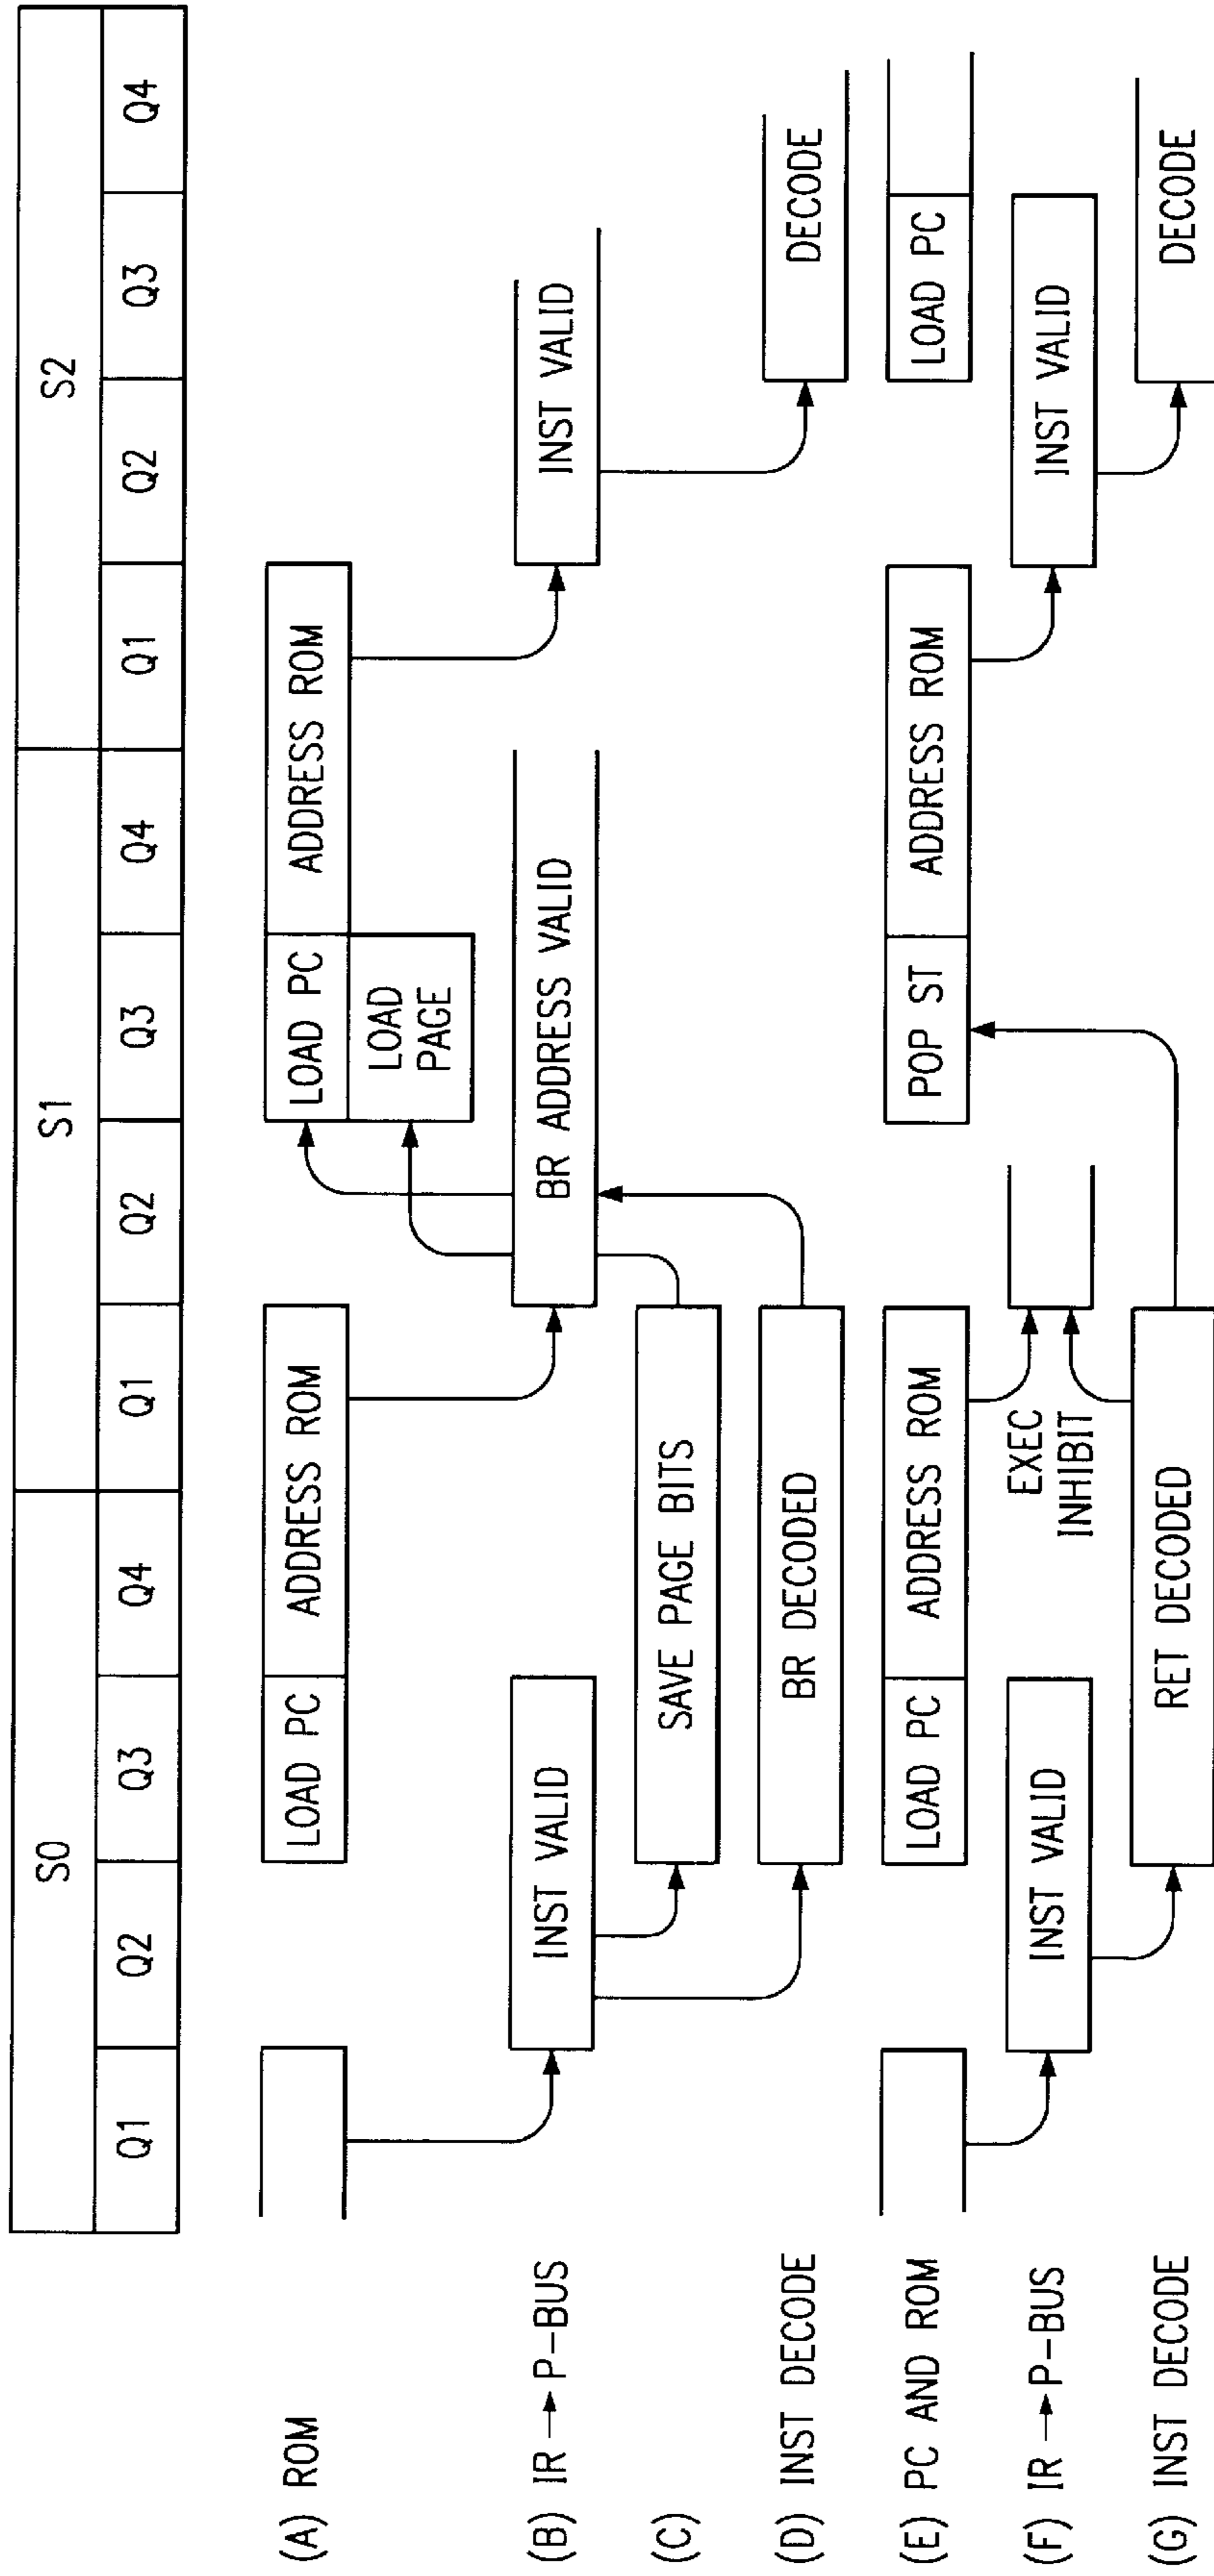 S0 S1 S2
Q1 Q2 Q3 Q4 Q1 Q2 Q3 Q4 Q1 Q2 Q3 Q4
(A) ROM
LOAD PC ADDRESS ROM LOAD PC ADDRESS ROM
LOAD
PAGE
(B) IR → P-BUS
INST VALID BR ADDRESS VALID INST VALID
(C)
SAVE PAGE BITS
(D) INST DECODE
BR DECODED DECODE
(E) PC AND ROM
LOAD PC ADDRESS ROM POP ST ADDRESS ROM LOAD PC
(F) IR → P-BUS
INST VALID
EXEC
INHIBIT
INST VALID
(G) INST DECODE
RET DECODED DECODE